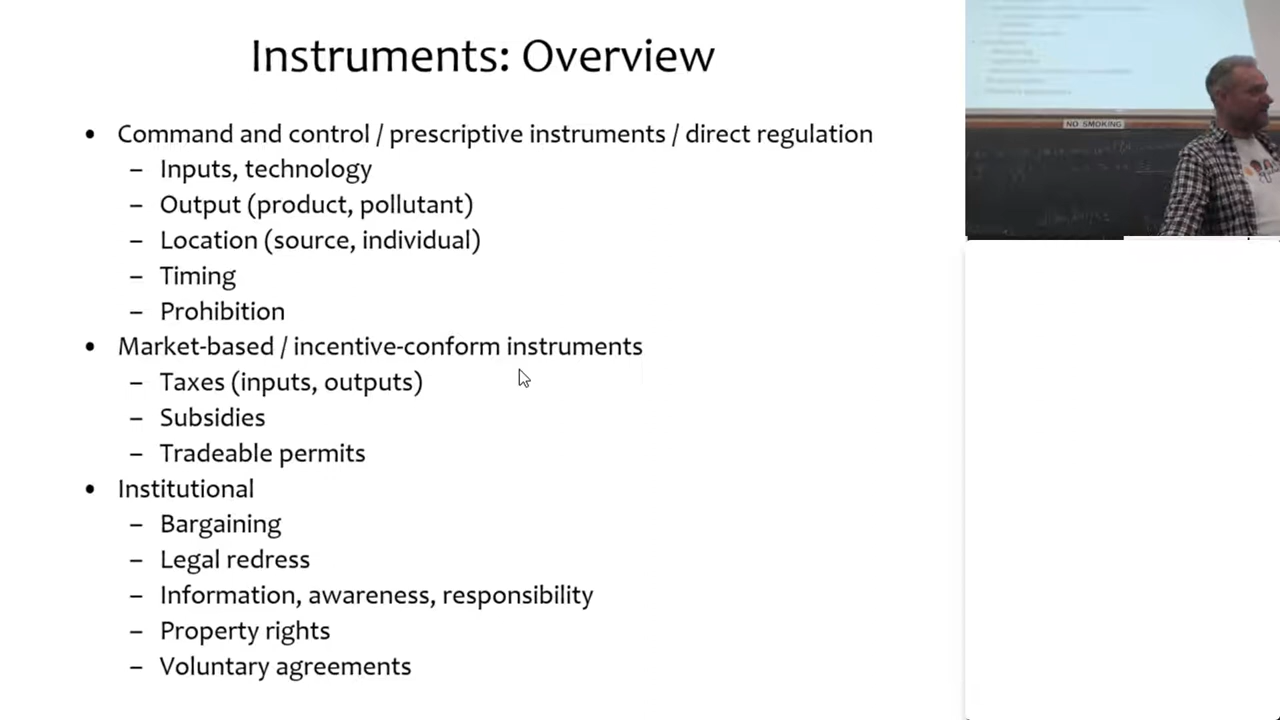 Instruments: Overview
• Command and control / prescriptive instruments / direct regulation
– Inputs, technology
– Output (product, pollutant)
– Location (source, individual)
– Timing
– Prohibition
• Market-based / incentive-conform instruments
– Taxes (inputs, outputs)
– Subsidies
– Tradeable permits
• Institutional
– Bargaining
– Legal redress
– Information, awareness, responsibility
– Property rights
– Voluntary agreements
NO SMOKING